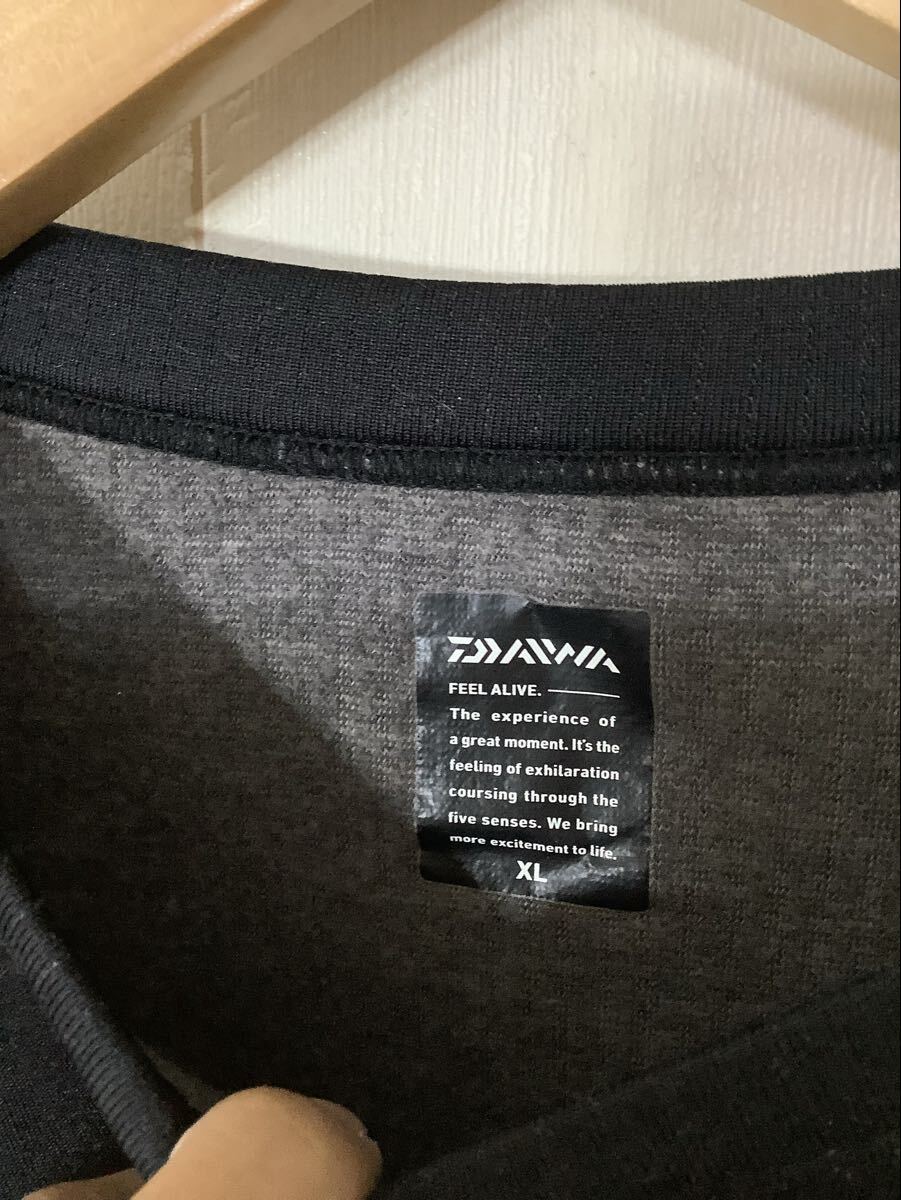 DAIWA
FEEL ALIVE.
The experience of
a great moment. It's the
feeling of exhilaration
coursing through the
five senses. We bring
more excitement to life.
XL